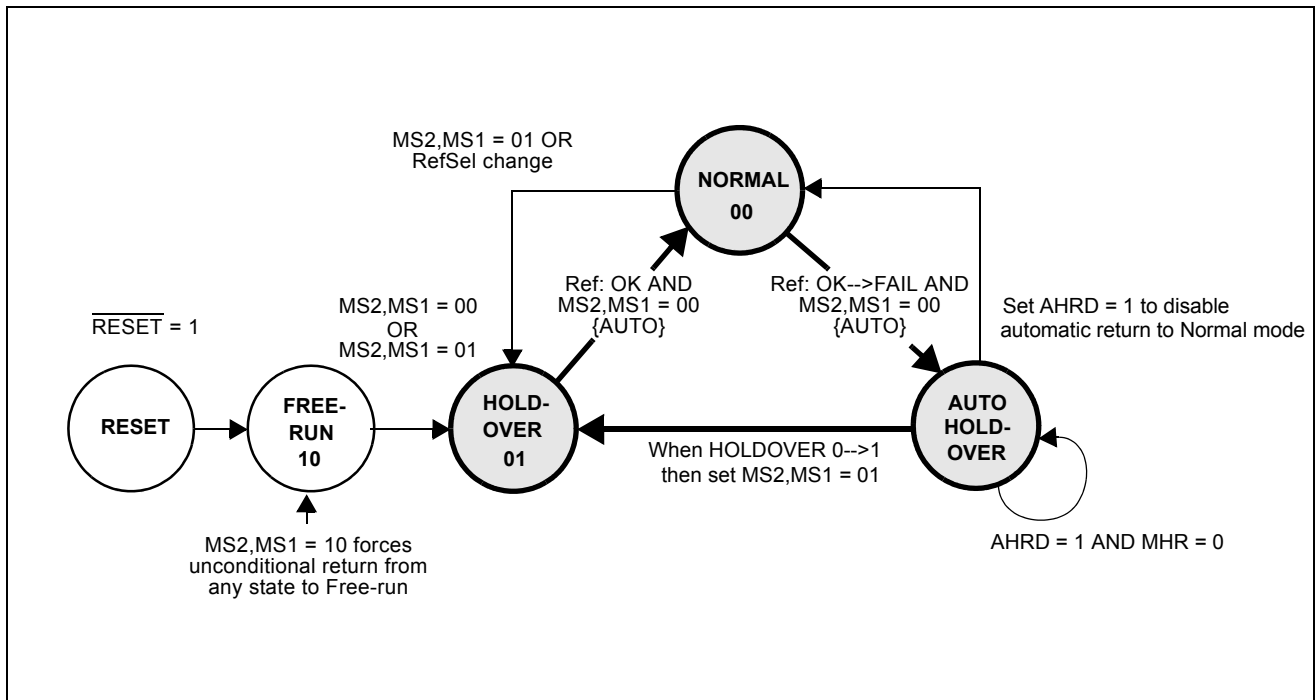 MS2,MS1 = 01 OR
RefSel change
NORMAL
00
Ref: OK AND
MS2,MS1 = 00
{AUTO}
Ref: OK-->FAIL AND
MS2,MS1 = 00
{AUTO}
Set AHRD = 1 to disable
automatic return to Normal mode
MS2,MS1 = 00
OR
MS2,MS1 = 01
RESET = 1
RESET
FREE-
RUN
10
HOLD-
OVER
01
When HOLDOVER 0-->1
then set MS2,MS1 = 01
AUTO
HOLD-
OVER
MS2,MS1 = 10 forces
unconditional return from
any state to Free-run
AHRD = 1 AND MHR = 0